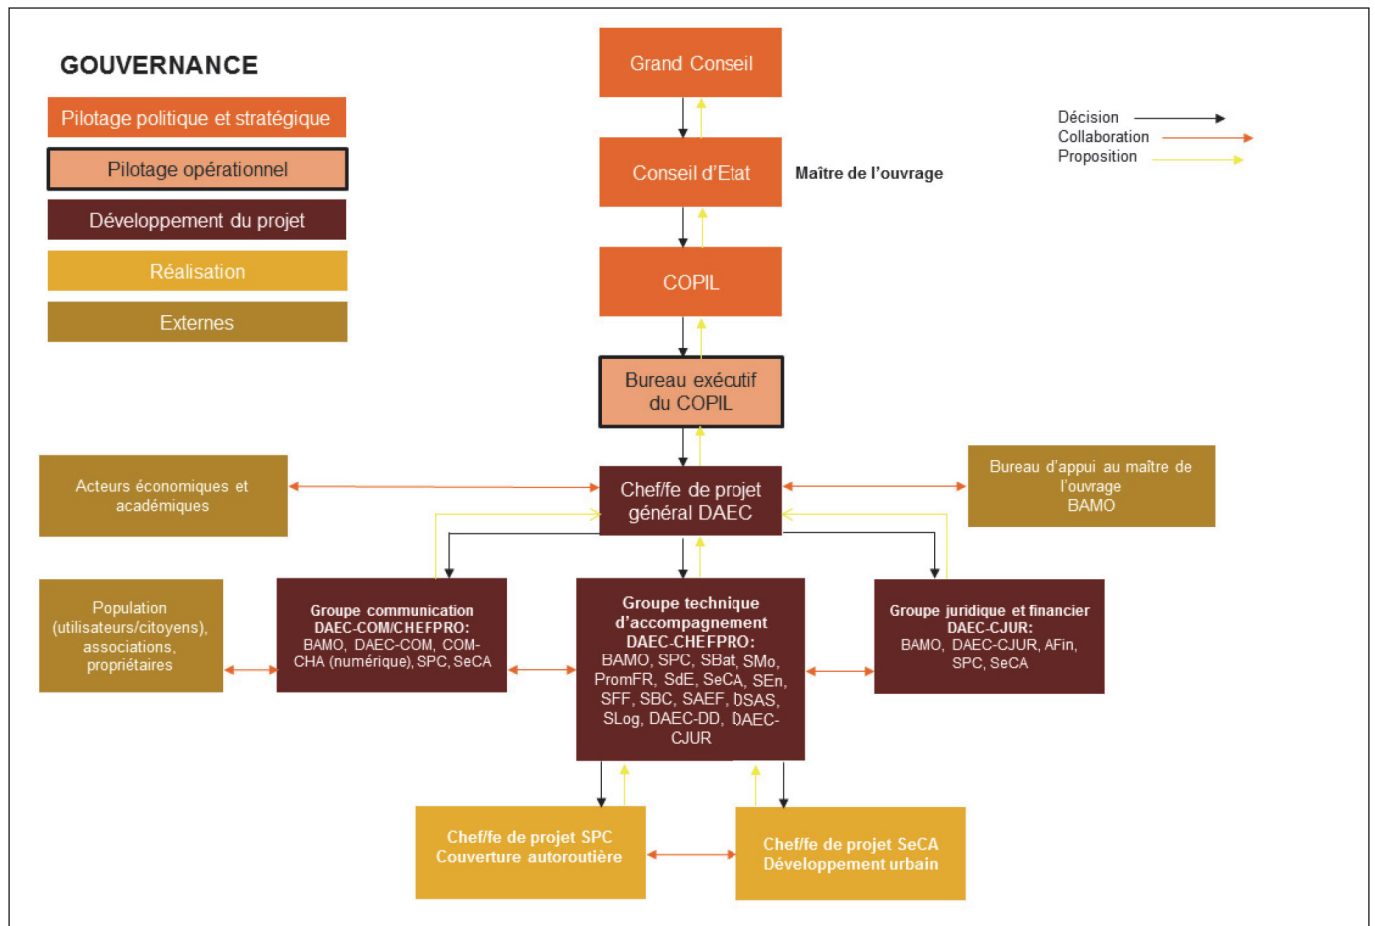 GOUVERNANCE
Pilotage politique et stratégique
Pilotage opérationnel
Développement du projet
Réalisation
Externes
Grand Conseil
Conseil d'Etat
Maître de l'ouvrage
COPIL
Bureau exécutif
du COPIL
Décision
Collaboration
Proposition
Acteurs économiques et
académiques
Chef/fe de projet
général DAEC
Bureau d'appui au maître de
l'ouvrage
BAMO
Population
(utilisateurs/citoyens),
associations,
propriétaires
Groupe communication
DAEC-COM/CHEFPRO:
BAMO, DAEC-COM, COM-
CHA (numérique), SPC, SeCA
Groupe technique
d'accompagnement
DAEC-CHEFPRO:
BAMO, SPC, SBat, SMo,
PromFR, SdE, SeCA, SEn,
SFF, SBC, SAEF, DSAS,
SLog, DAEC-DD, DAEC-
CJUR
Groupe juridique et financier
DAEC-CJUR:
BAMO, DAEC-CJUR, AFin,
SPC, SeCA
Chef/fe de projet SPC
Couverture autoroutière
Chef/fe de projet SeCA
Développement urbain